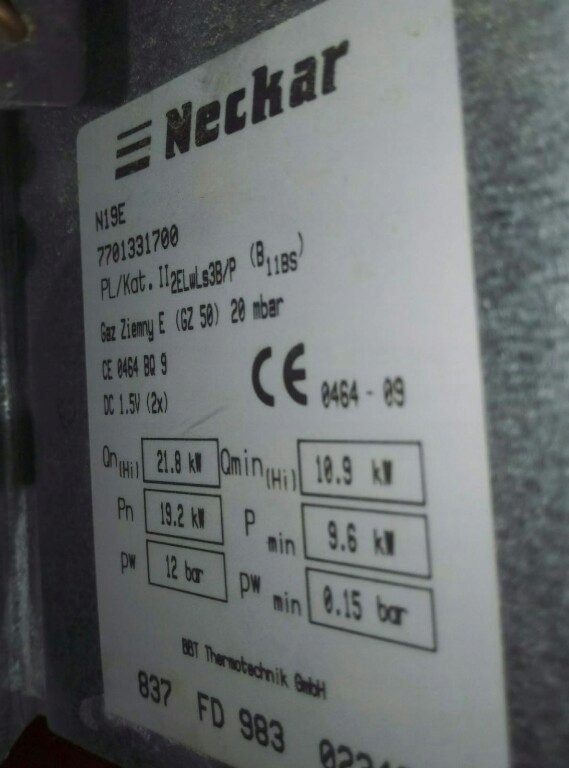 Neckar
N19E
7701331700
PL/Kat. II2ELwLs3B/P (B11BS)
Gaz Ziemny E (GZ 50) 20 mbar
CE 0464 BQ 9
DC 1.5V (2x)
CE 0464 - 09
Qn(Hi) 21.8 kW Qmin(Hi) 10.9 kW
Pn 19.2 kW P min 9.6 kW
pw 12 bar pw min 0.15 bar
BBT Thermotechnik GmbH
837 FD 983